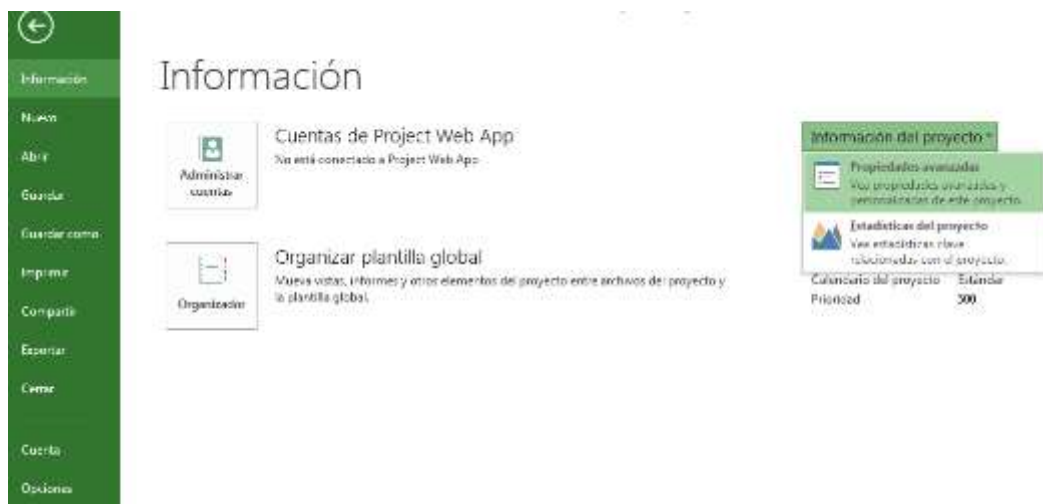 Información
Nuevo
Abrir
Guardar
Guardar como
Imprimir
Compartir
Exportar
Cerrar
Cuenta
Opciones
Información
Administrar
cuentas
Cuentas de Project Web App
No está conectado a Project Web App
Organizador
Organizar plantilla global
Mueva vistas, informes y otros elementos del proyecto entre archivos del proyecto y
la plantilla global.
Información del proyecto
Propiedades avanzadas
Vea propiedades avanzadas y
personalizadas de este proyecto.
Estadísticas del proyecto
Vea estadísticas clave
relacionadas con el proyecto.
Calendario del proyecto Estándar
Prioridad 500